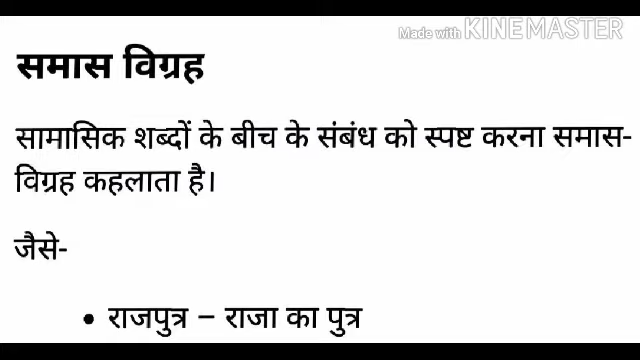 Made with KINEMASTER
समास विग्रह
सामासिक शब्दों के बीच के संबंध को स्पष्ट करना समास-
विग्रह कहलाता है।
जैसे-
• राजपुत्र – राजा का पुत्र